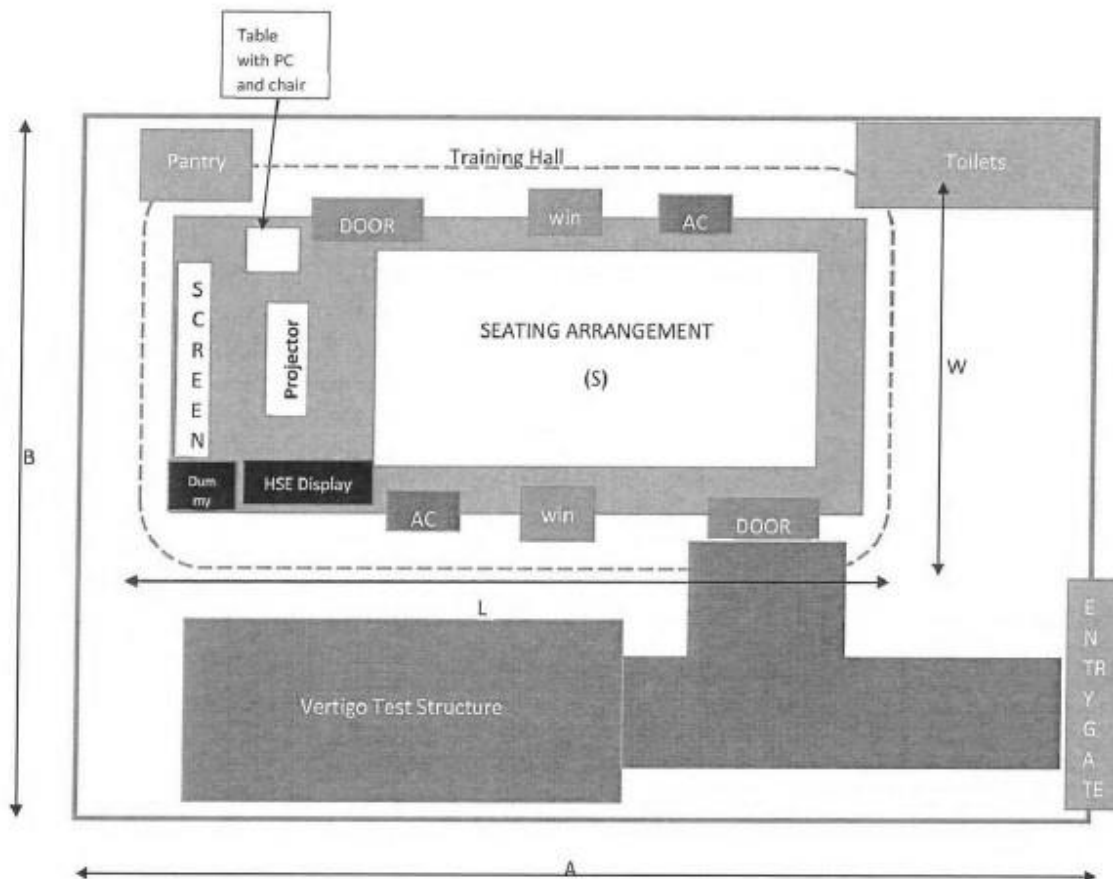 Table
with PC
and chair
Pantry
Training Hall
Toilets
DOOR
win
AC
SCREEN
Projector
SEATING ARRANGEMENT
(S)
W
B
Dum
my
HSE Display
AC
win
DOOR
L
E
N
TR
Y
G
A
TE
Vertigo Test Structure
A